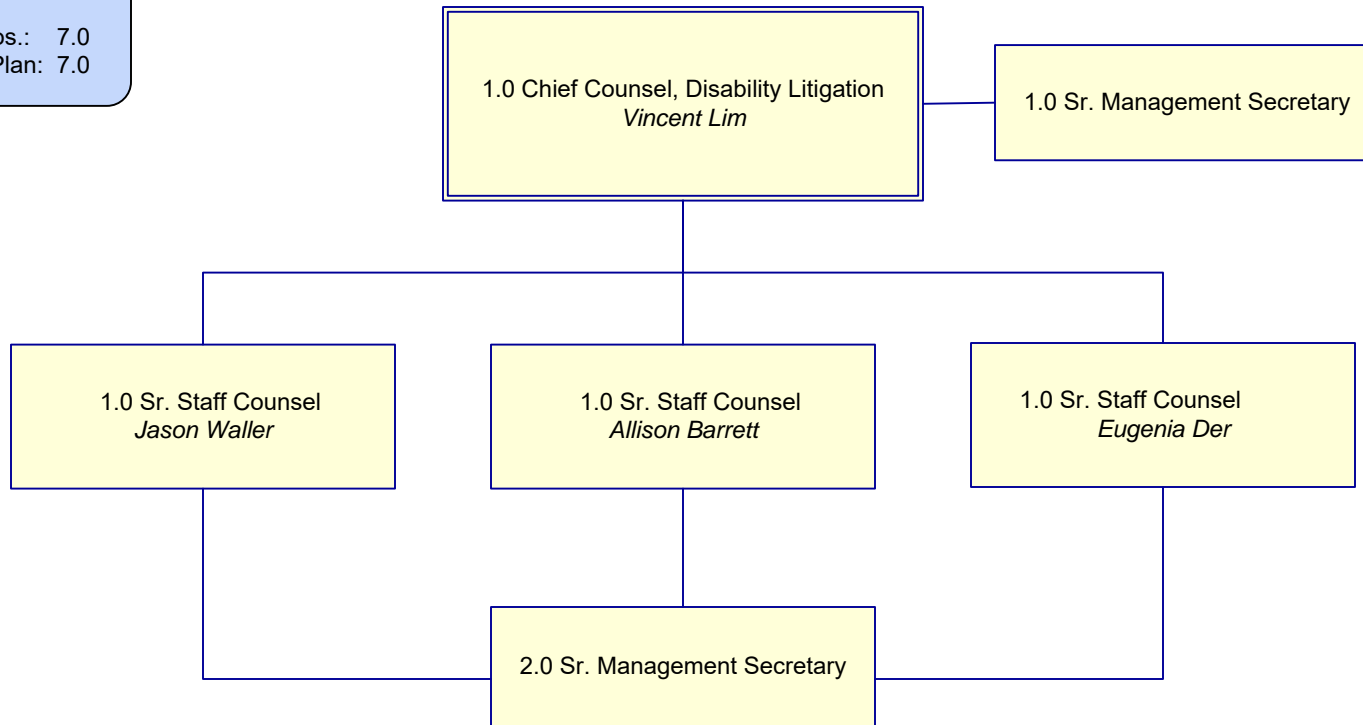 7.0
Plan: 7.0
1.0 Chief Counsel, Disability Litigation
Vincent Lim
1.0 Sr. Management Secretary
1.0 Sr. Staff Counsel
Jason Waller
1.0 Sr. Staff Counsel
Allison Barrett
1.0 Sr. Staff Counsel
Eugenia Der
2.0 Sr. Management Secretary